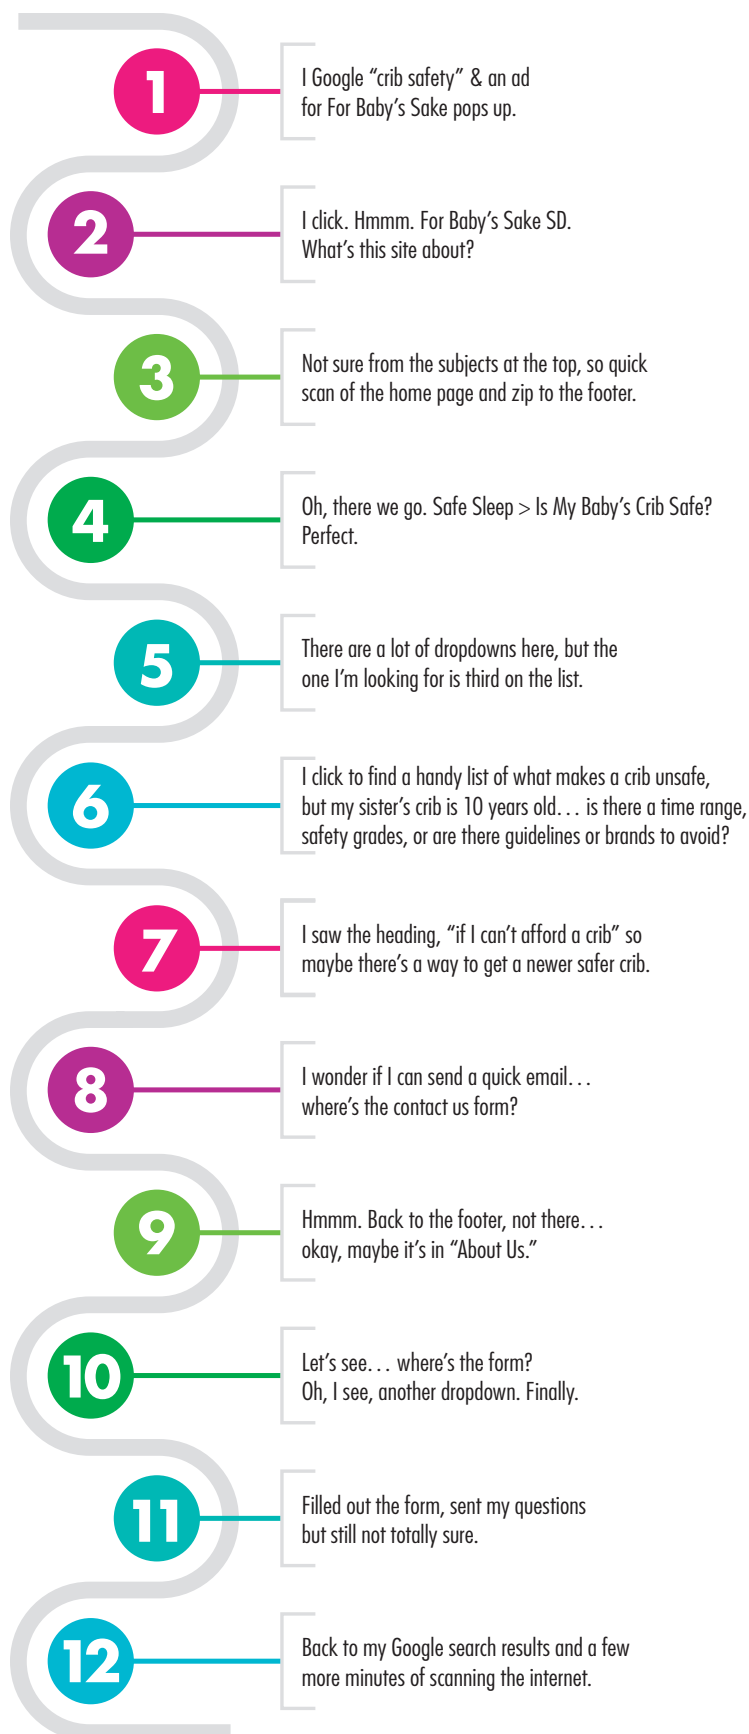 1
I Google “crib safety” & an ad
for For Baby’s Sake pops up.
2
I click. Hmmm. For Baby’s Sake SD.
What’s this site about?
3
Not sure from the subjects at the top, so quick
scan of the home page and zip to the footer.
4
Oh, there we go. Safe Sleep > Is My Baby’s Crib Safe?
Perfect.
5
There are a lot of dropdowns here, but the
one I’m looking for is third on the list.
6
I click to find a handy list of what makes a crib unsafe,
but my sister’s crib is 10 years old... is there a time range,
safety grades, or are there guidelines or brands to avoid?
7
I saw the heading, “if I can’t afford a crib” so
maybe there’s a way to get a newer safer crib.
8
I wonder if I can send a quick email...
where’s the contact us form?
9
Hmmm. Back to the footer, not there...
okay, maybe it’s in “About Us.”
10
Let’s see... where’s the form?
Oh, I see, another dropdown. Finally.
11
Filled out the form, sent my questions
but still not totally sure.
12
Back to my Google search results and a few
more minutes of scanning the internet.